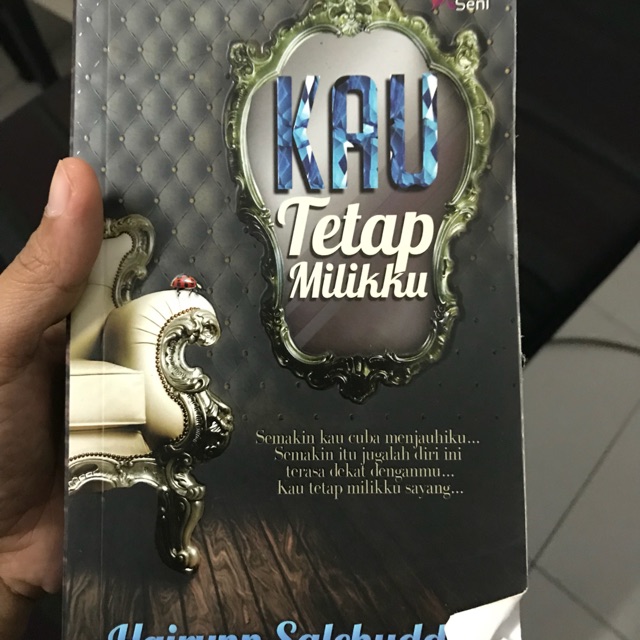 Seni
KAU
Tetap
Milikku
Semakin kau cuba menjauhiku...
Semakin itu jugalah diri ini
terasa dekat denganmu...
Kau tetap milikku sayang...